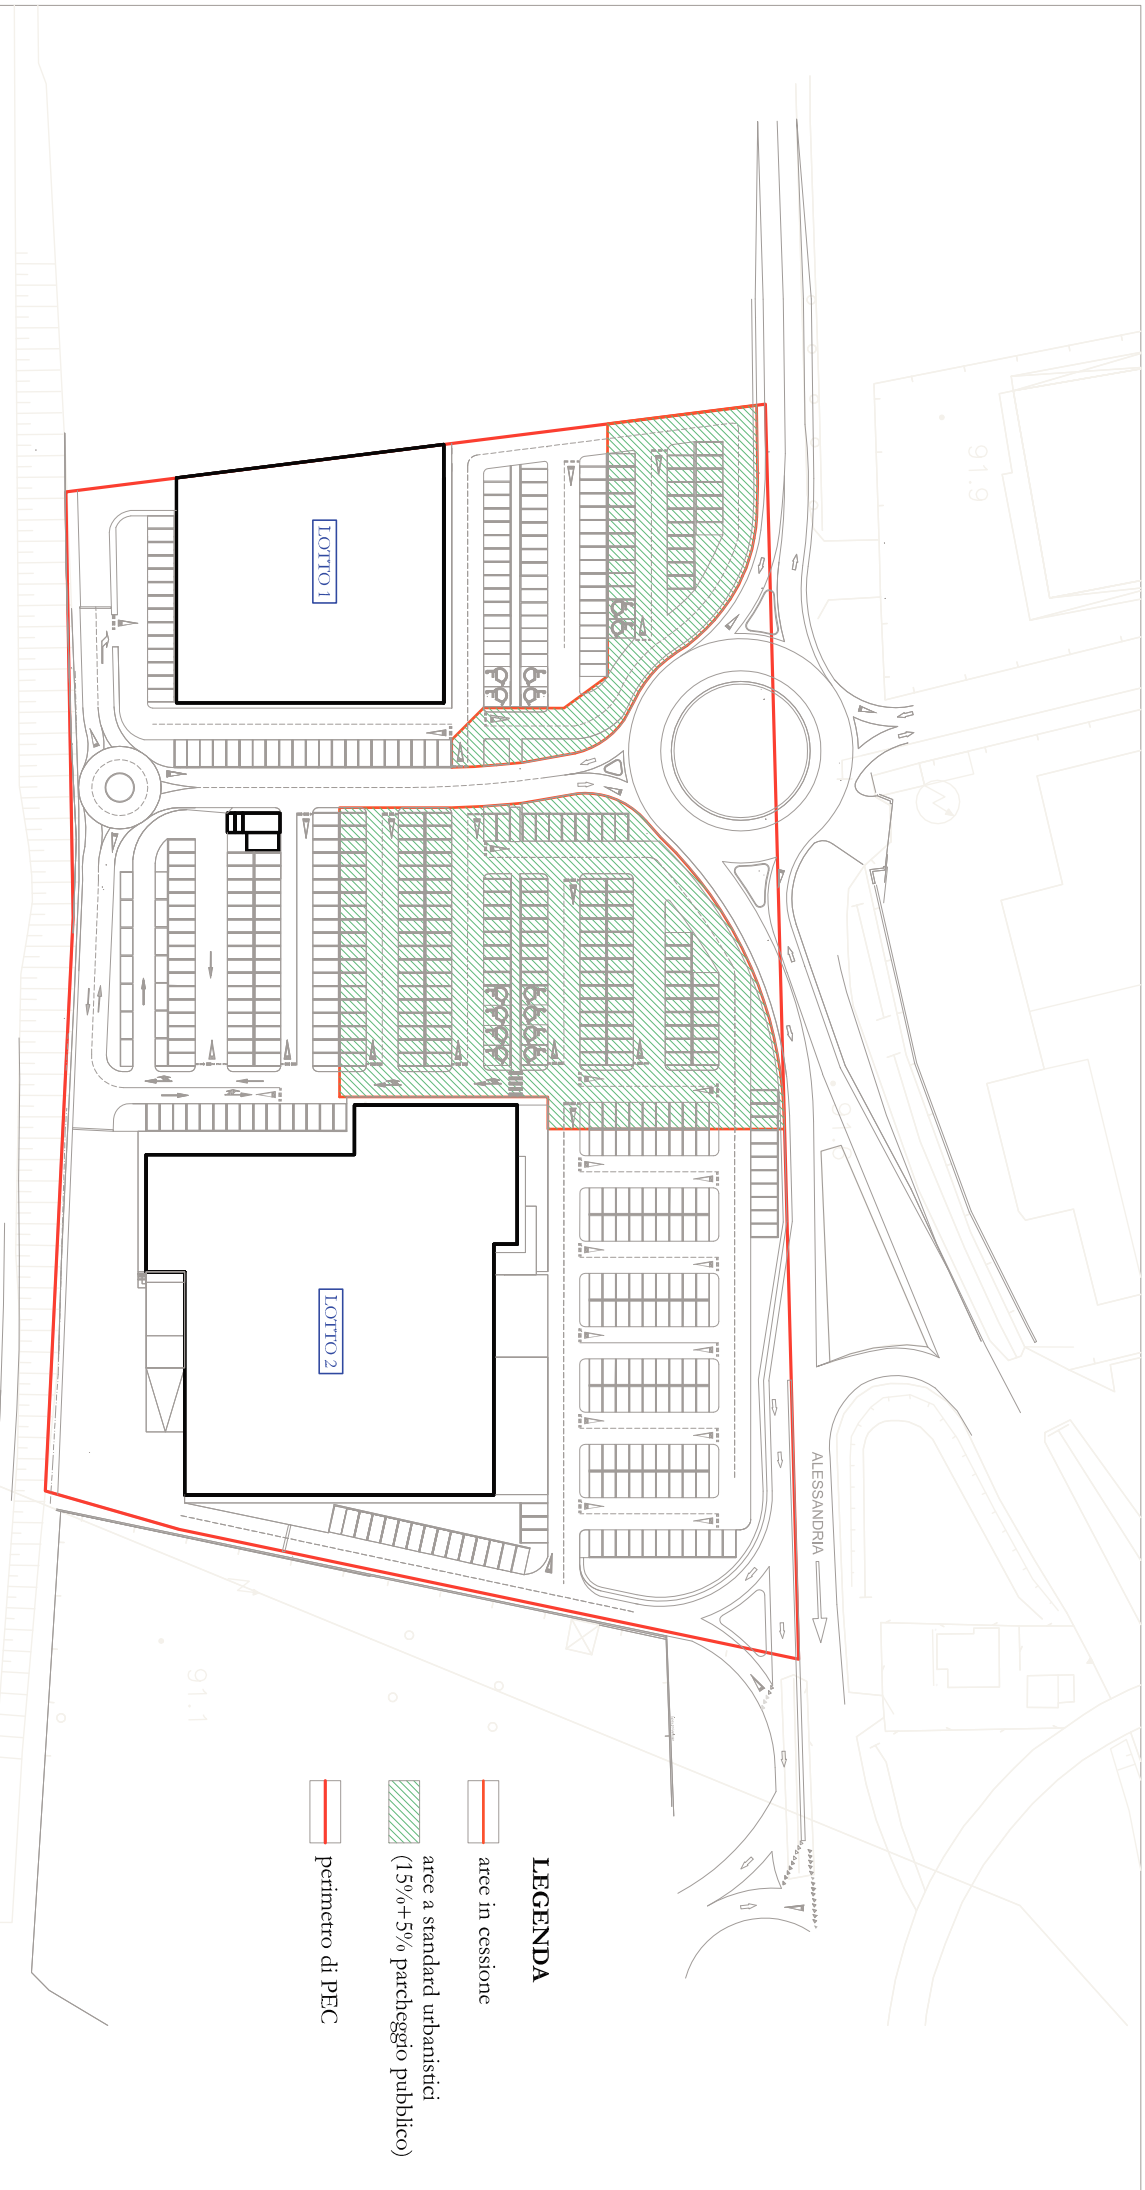 91.9
LOTTO 1
ALESSANDRIA
LOTTO 2
91.1
LEGENDA
aree in cessione
aree a standard urbanistici
(15%+5% parcheggio pubblico)
perimetro di PEC